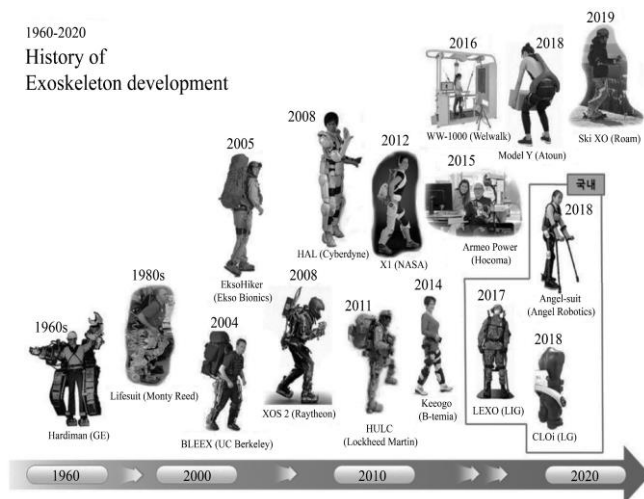 1960-2020
History of
Exoskeleton development
2016
2018
2019
WW-1000 (Welwalk)
Model Y (Atoun)
Ski XO (Roam)
2005
2008
2012
2015
국내
2018
EksoHiker
(Ekso Bionics)
HAL (Cyberdyne)
X1 (NASA)
Armeo Power
(Hocoma)
Angel-suit
(Angel Robotics)
1960s
1980s
2004
2008
2011
2014
2017
2018
Hardiman (GE)
Lifesuit (Monty Reed)
BLEEX (UC Berkeley)
XOS 2 (Raytheon)
HULC
(Lockheed Martin)
Keeogo
(B-temia)
LEXO (LIG)
CLOi (LG)
1960
2000
2010
2020